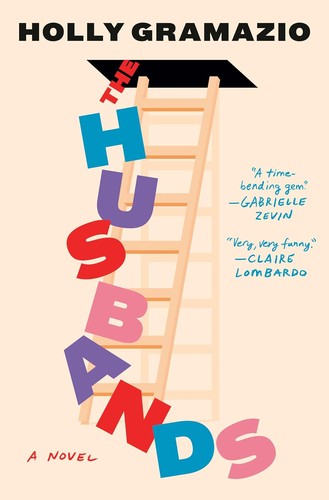 HOLLY GRAMAZIO
THE
HUSBANDS
"A time-
bending gem."
—GABRIELLE
ZEVIN
"Very, very funny."
—CLAIRE
LOMBARDO
A NOVEL